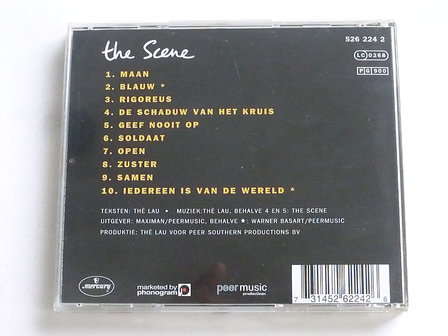 the Scene
526 224 2
LC 0268
PG 900
1. MAAN
2. BLAUW *
3. RIGOREUS
4. DE SCHADUW VAN HET KRUIS
5. GEEF NOOIT OP
6. SOLDAAT
7. OPEN
8. ZUSTER
9. SAMEN
10. IEDEREEN IS VAN DE WERELD *
TEKSTEN: THÉ LAU • MUZIEK:THÉ LAU, BEHALVE 4 EN 5: THE SCENE
UITGEVER: MAXIMAN/PEERMUSIC, BEHALVE ★: WARNER BASART/PEERMUSIC
PRODUKTIE: THÉ LAU VOOR PEER SOUTHERN PRODUCTIONS BV
mercury
marketed by
phonogram
peermusic
productions
7 31452 62242 6